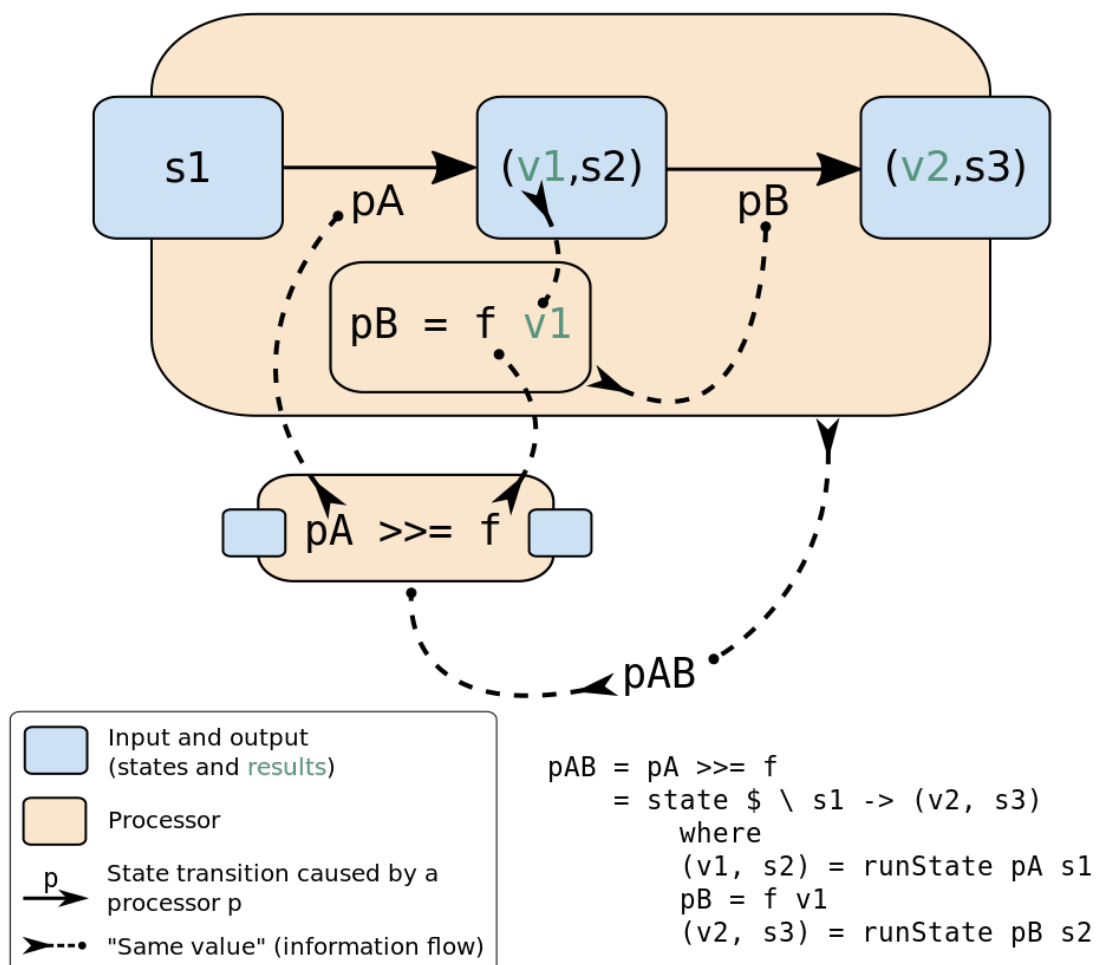 s1
(v1,s2)
(v2,s3)
pA
pB
pB = f v1
pA >>= f
pAB
Input and output
(states and results)
Processor
p
State transition caused by a
processor p
"Same value" (information flow)
pAB = pA >>= f
= state $ \ s1 -> (v2, s3)
where
(v1, s2) = runState pA s1
pB = f v1
(v2, s3) = runState pB s2